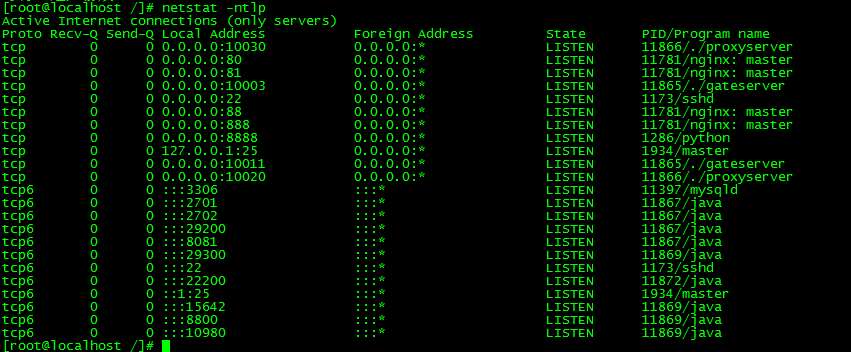 [root@localhost /]# netstat -ntlp
Active Internet connections (only servers)
Proto Recv-Q Send-Q Local Address Foreign Address State PID/Program name
tcp 0 0 0.0.0.0:10030 0.0.0.0:* LISTEN 11866/./proxyserver
tcp 0 0 0.0.0.0:80 0.0.0.0:* LISTEN 11781/nginx: master
tcp 0 0 0.0.0.0:81 0.0.0.0:* LISTEN 11781/nginx: master
tcp 0 0 0.0.0.0:10003 0.0.0.0:* LISTEN 11865/./gateserver
tcp 0 0 0.0.0.0:22 0.0.0.0:* LISTEN 1173/sshd
tcp 0 0 0.0.0.0:88 0.0.0.0:* LISTEN 11781/nginx: master
tcp 0 0 0.0.0.0:888 0.0.0.0:* LISTEN 11781/nginx: master
tcp 0 0 0.0.0.0:8888 0.0.0.0:* LISTEN 1286/python
tcp 0 0 127.0.0.1:25 0.0.0.0:* LISTEN 1934/master
tcp 0 0 0.0.0.0:10011 0.0.0.0:* LISTEN 11865/./gateserver
tcp 0 0 0.0.0.0:10020 0.0.0.0:* LISTEN 11866/./proxyserver
tcp6 0 0 :::3306 :::* LISTEN 11397/mysqld
tcp6 0 0 :::2701 :::* LISTEN 11867/java
tcp6 0 0 :::2702 :::* LISTEN 11867/java
tcp6 0 0 :::29200 :::* LISTEN 11869/java
tcp6 0 0 :::8081 :::* LISTEN 11867/java
tcp6 0 0 :::29300 :::* LISTEN 11869/java
tcp6 0 0 :::22 :::* LISTEN 1173/sshd
tcp6 0 0 :::22200 :::* LISTEN 11872/java
tcp6 0 0 ::1:25 :::* LISTEN 1934/master
tcp6 0 0 :::15642 :::* LISTEN 11869/java
tcp6 0 0 :::8800 :::* LISTEN 11869/java
tcp6 0 0 :::10980 :::* LISTEN 11869/java
[root@localhost /]#